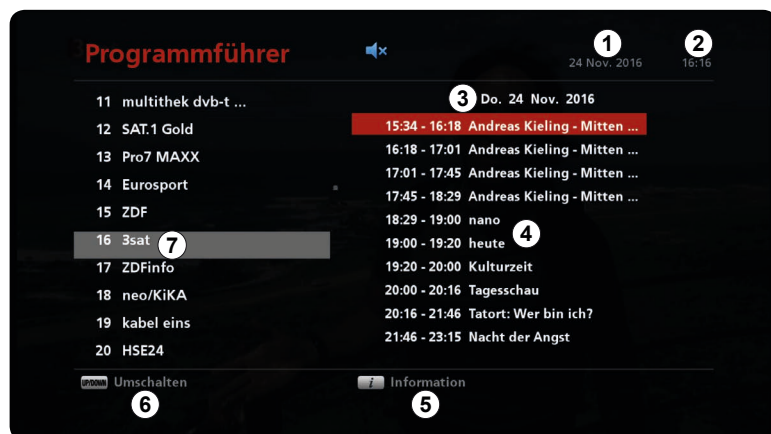 Programmführer
1
2
24 Nov. 2016 16:16
11 multithek dvb-t ...
12 SAT.1 Gold
13 Pro7 MAXX
14 Eurosport
15 ZDF
16 3sat 7
17 ZDFinfo
18 neo/KiKA
19 kabel eins
20 HSE24
3 Do. 24 Nov. 2016
15:34 - 16:18 Andreas Kieling - Mitten ...
16:18 - 17:01 Andreas Kieling - Mitten ...
17:01 - 17:45 Andreas Kieling - Mitten ...
17:45 - 18:29 Andreas Kieling - Mitten ...
18:29 - 19:00 nano
4
19:00 - 19:20 heute
19:20 - 20:00 Kulturzeit
20:00 - 20:16 Tagesschau
20:16 - 21:46 Tatort: Wer bin ich?
21:46 - 23:15 Nacht der Angst
UP/DOWN Umschalten
6
i Information
5